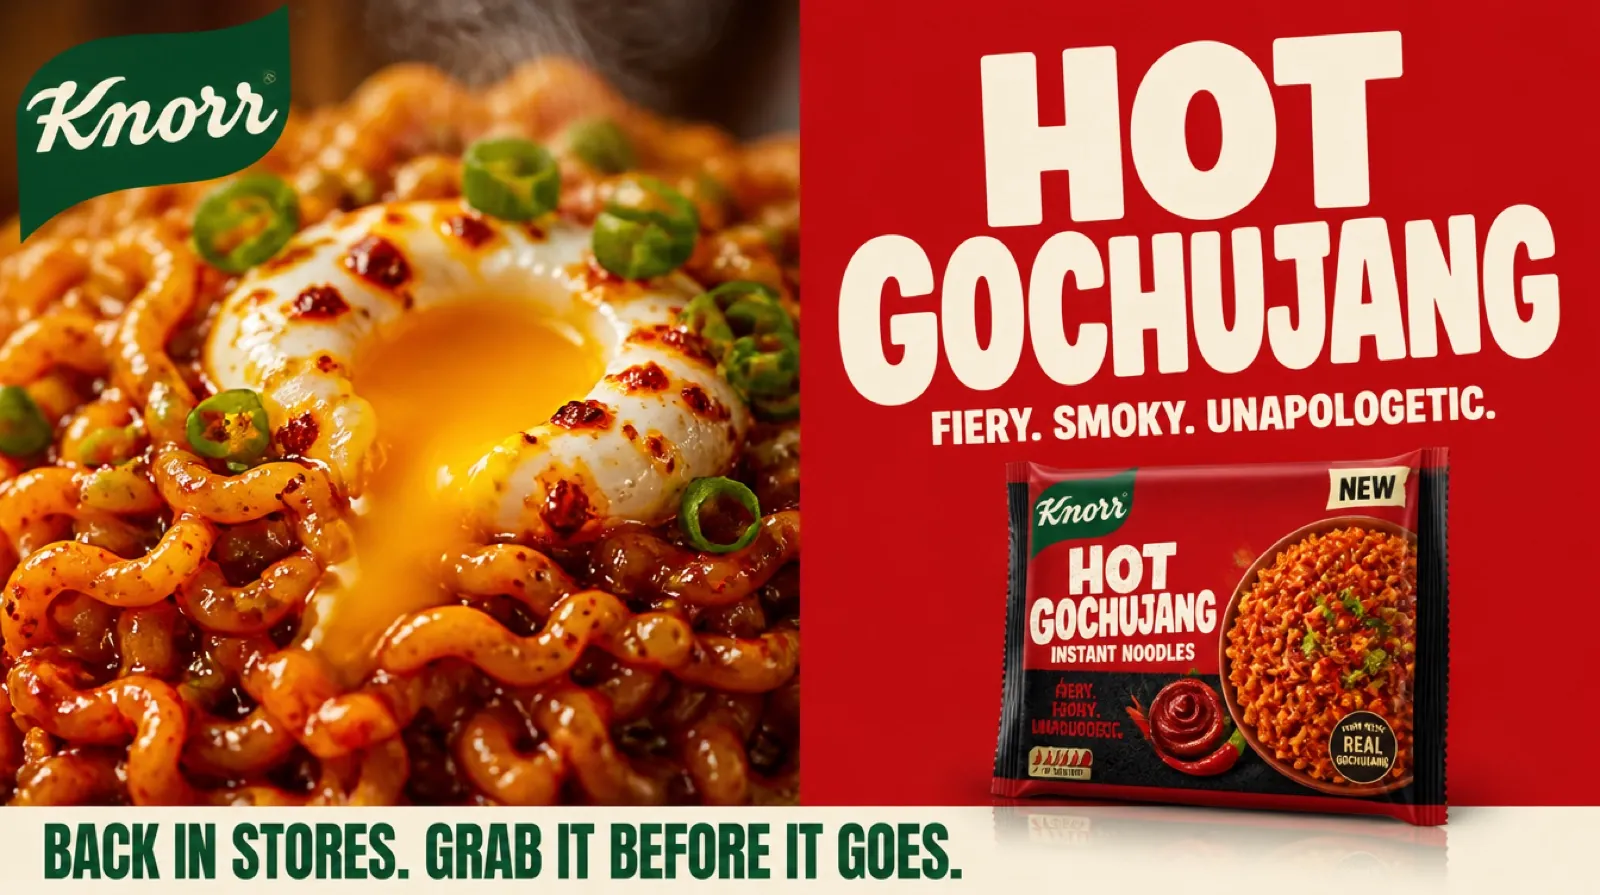 Knorr
HOT
GOCHUJANG
FIERY. SMOKY. UNAPOLOGETIC.
Knorr
NEW
HOT
GOCHUJANG
INSTANT NOODLES
REAL
BACK IN STORES. GRAB IT BEFORE IT GOES.